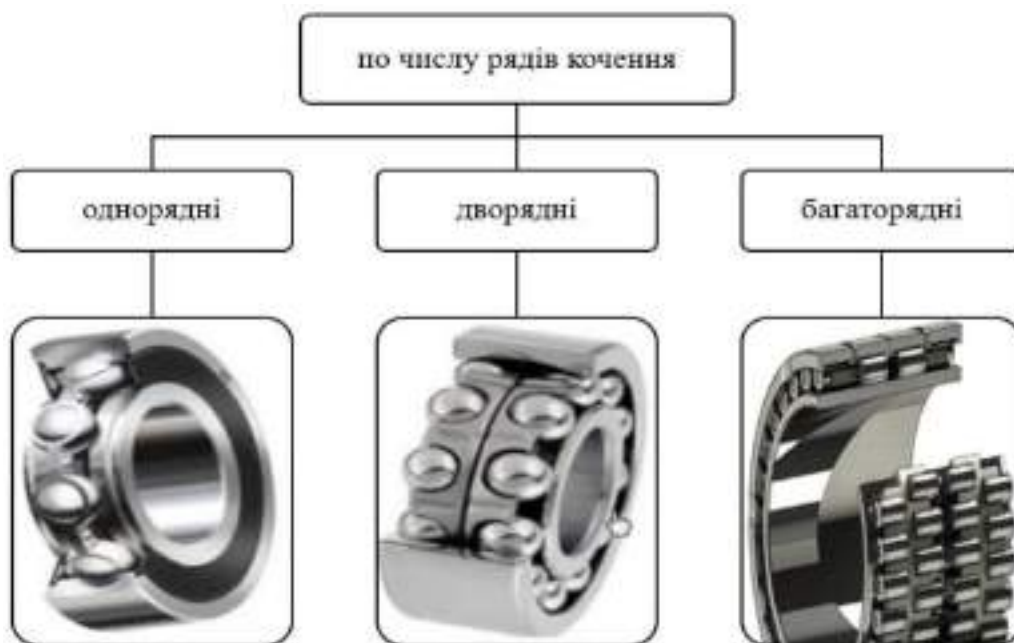 по числу рядів кочення
однорядні
дворядні
багаторядні